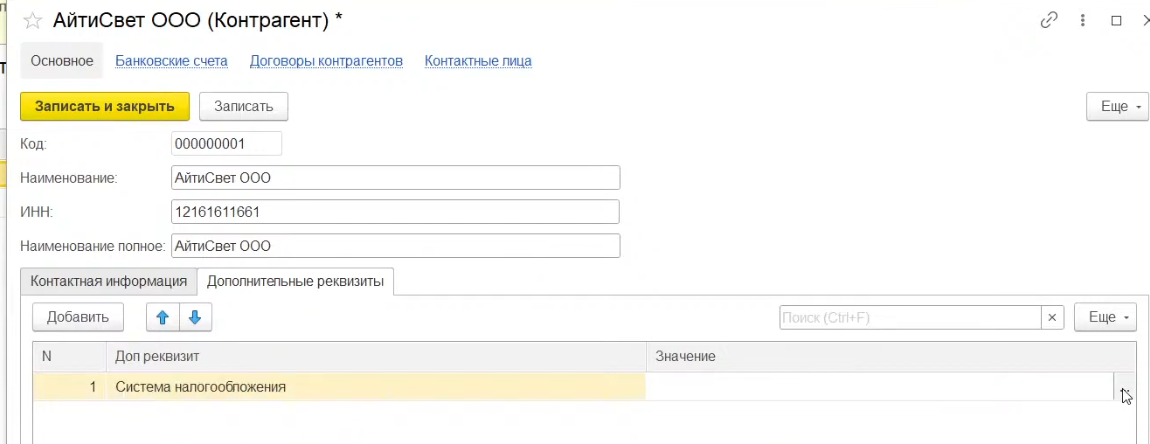 АйтиСвет ООО (Контрагент) *
Основное Банковские счета Договоры контрагентов Контактные лица
Записать и закрыть Записать Еще
Код: 000000001
Наименование: АйтиСвет ООО
ИНН: 12161611661
Наименование полное: АйтиСвет ООО
Контактная информация Дополнительные реквизиты
Добавить Поиск (Ctrl+F) × Еще
N Доп реквизит Значение
1 Система налогообложения